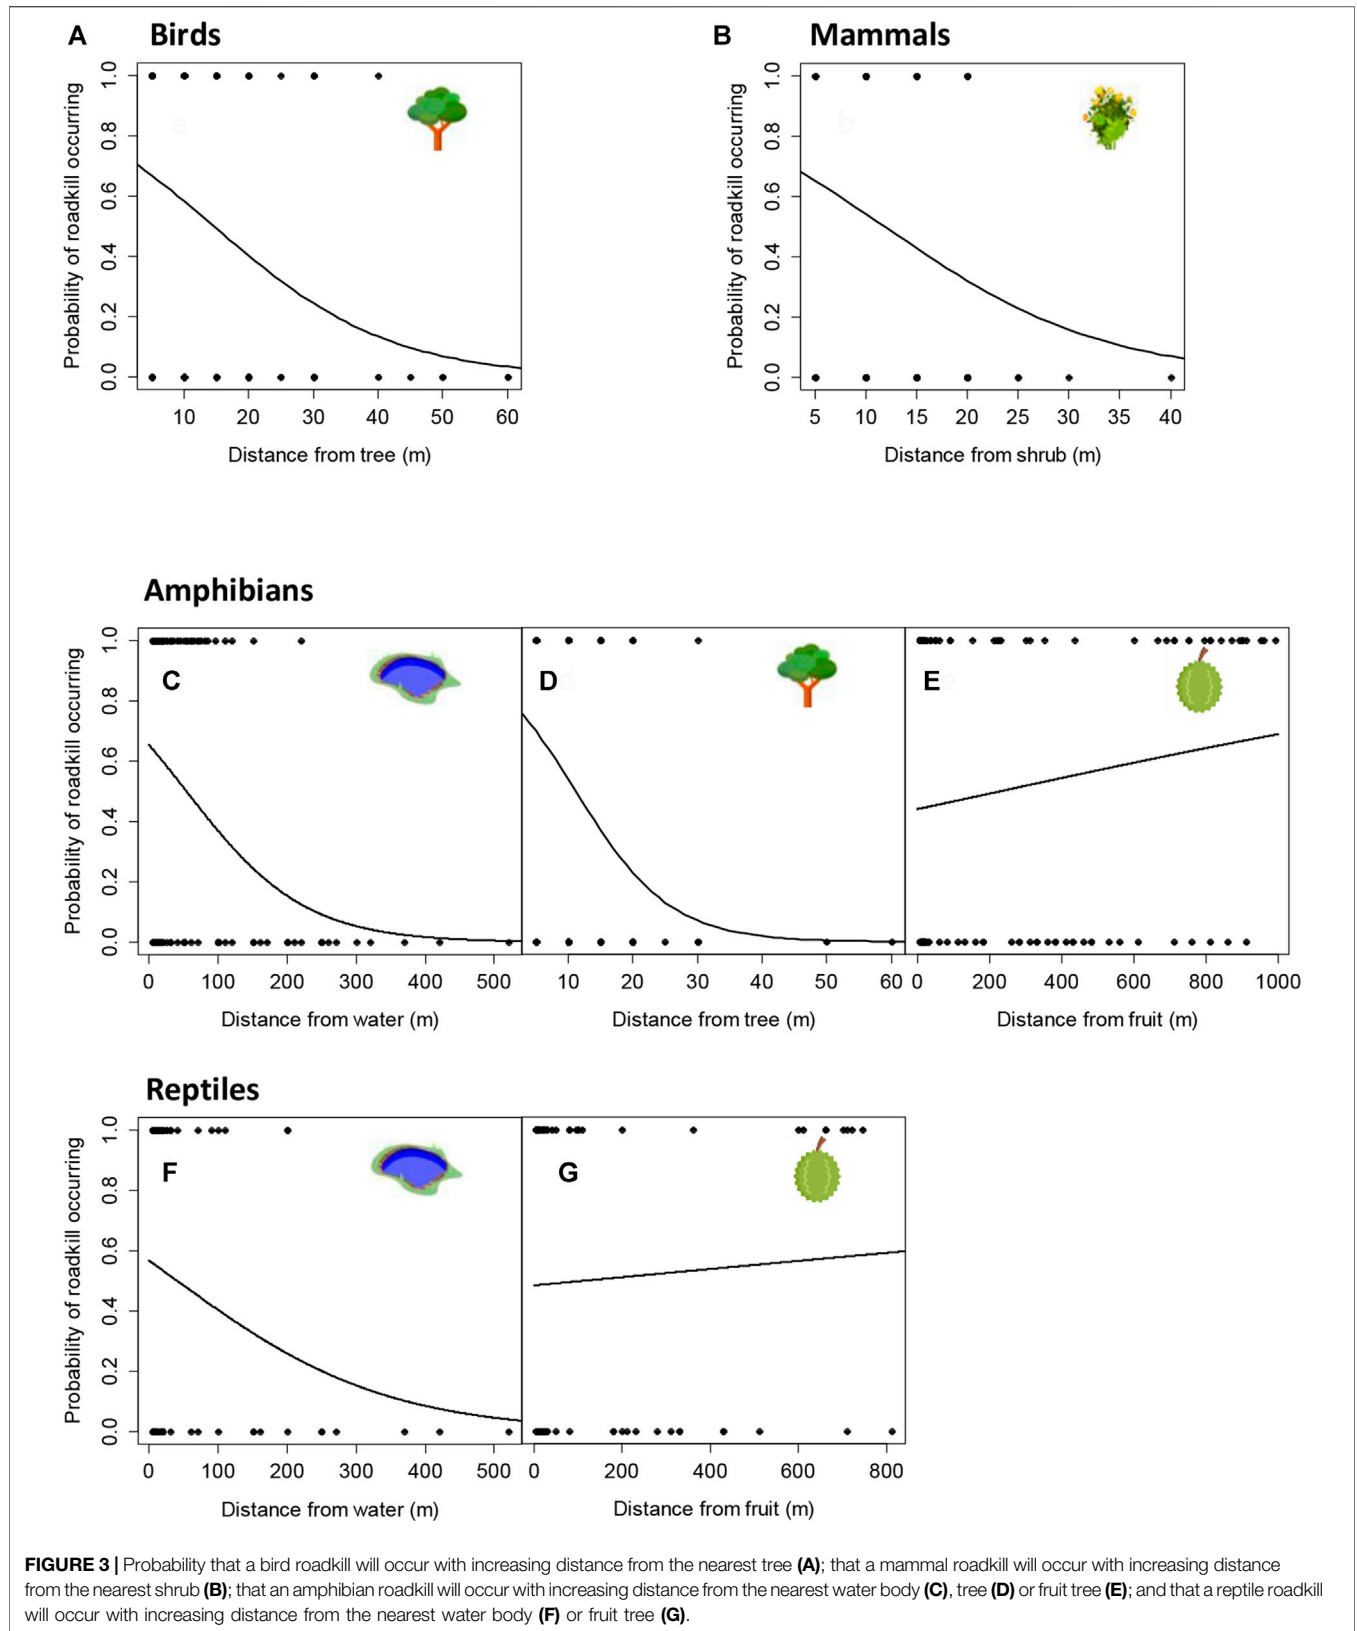 A Birds
B Mammals
Probability of roadkill occurring
0.0 0.2 0.4 0.6 0.8 1.0
a
10 20 30 40 50 60
Distance from tree (m)
Probability of roadkill occurring
0.0 0.2 0.4 0.6 0.8 1.0
b
5 10 15 20 25 30 35 40
Distance from shrub (m)
Amphibians
Probability of roadkill occurring
0.0 0.2 0.4 0.6 0.8 1.0
C
0 100 200 300 400 500
Distance from water (m)
D
d
10 20 30 40 50 60
Distance from tree (m)
E
e
0 200 400 600 800 1000
Distance from fruit (m)
Reptiles
Probability of roadkill occurring
0.0 0.2 0.4 0.6 0.8 1.0
F
0 100 200 300 400 500
Distance from water (m)
G
0 200 400 600 800
Distance from fruit (m)
FIGURE 3 | Probability that a bird roadkill will occur with increasing distance from the nearest tree (A); that a mammal roadkill will occur with increasing distance
from the nearest shrub (B); that an amphibian roadkill will occur with increasing distance from the nearest water body (C), tree (D) or fruit tree (E); and that a reptile roadkill
will occur with increasing distance from the nearest water body (F) or fruit tree (G).